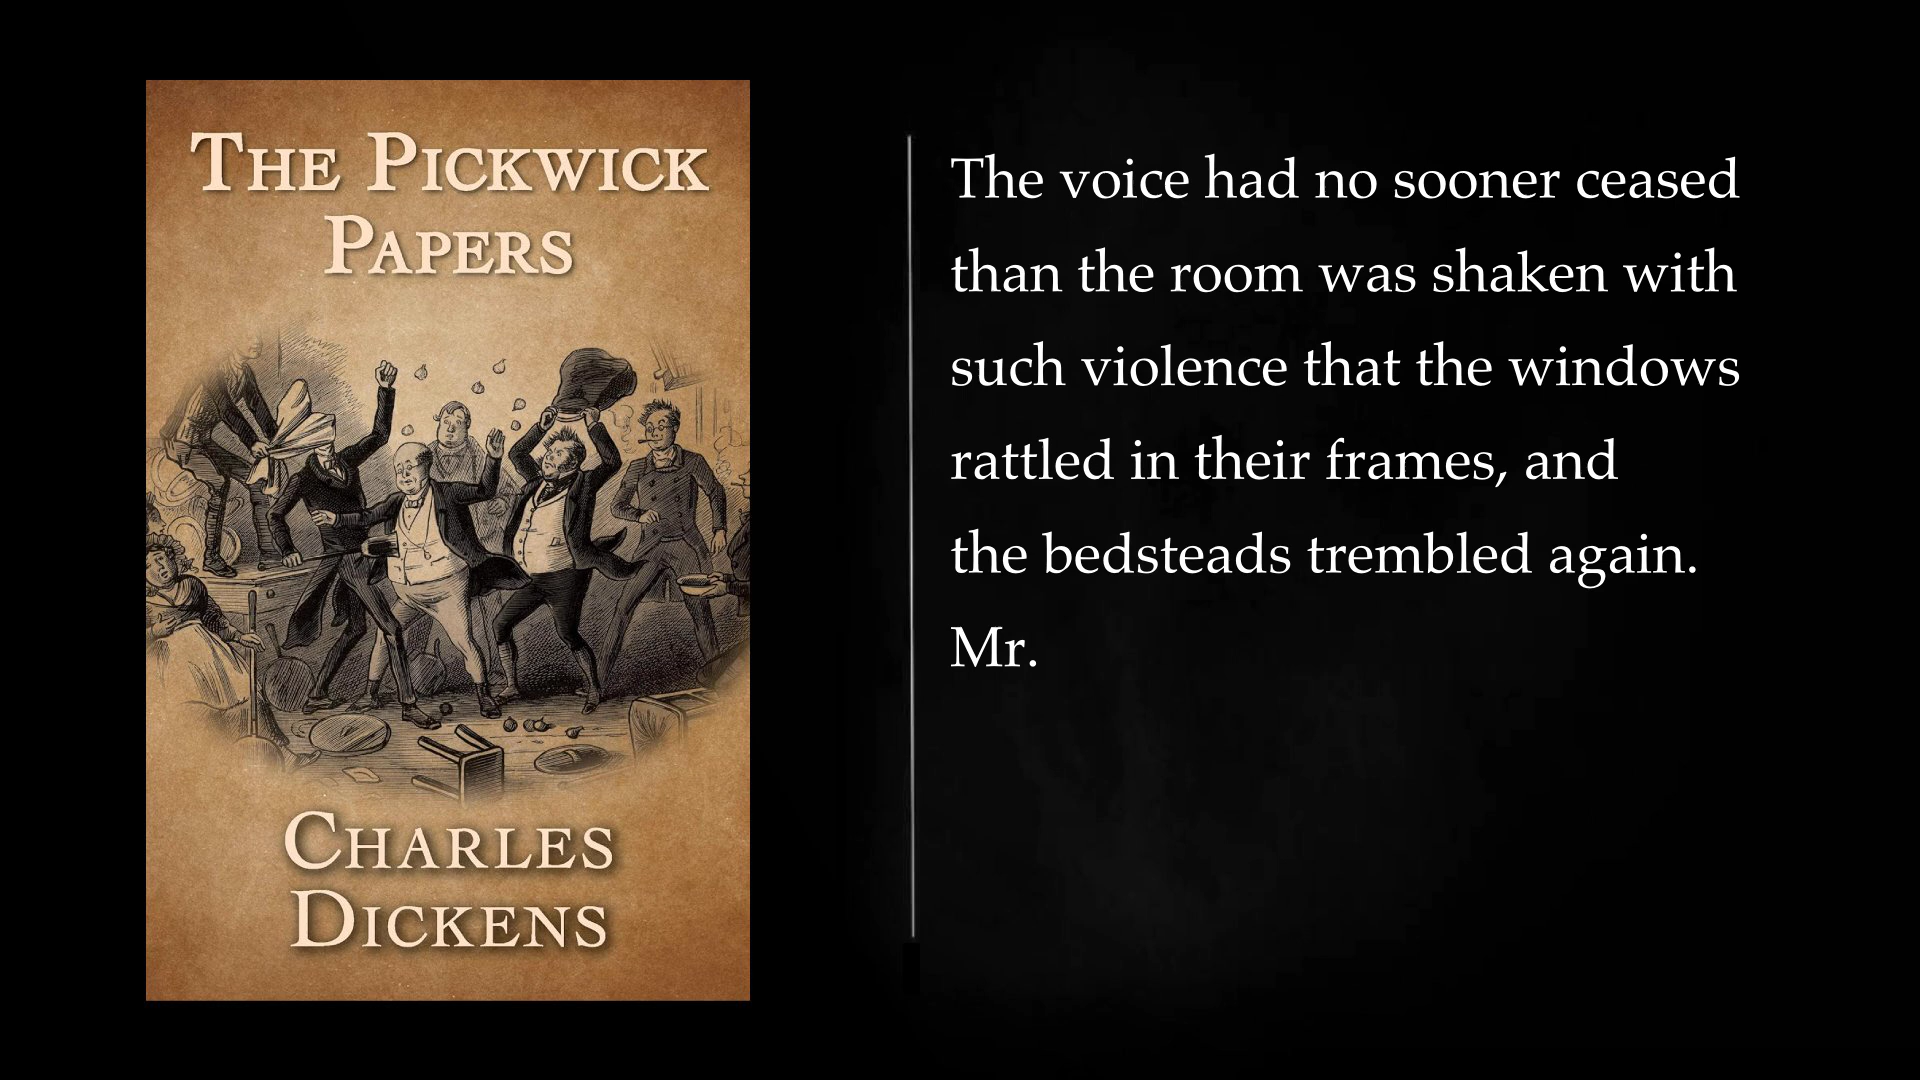 THE PICKWICK
PAPERS
CHARLES
DICKENS
The voice had no sooner ceased
than the room was shaken with
such violence that the windows
rattled in their frames, and
the bedsteads trembled again.
Mr.